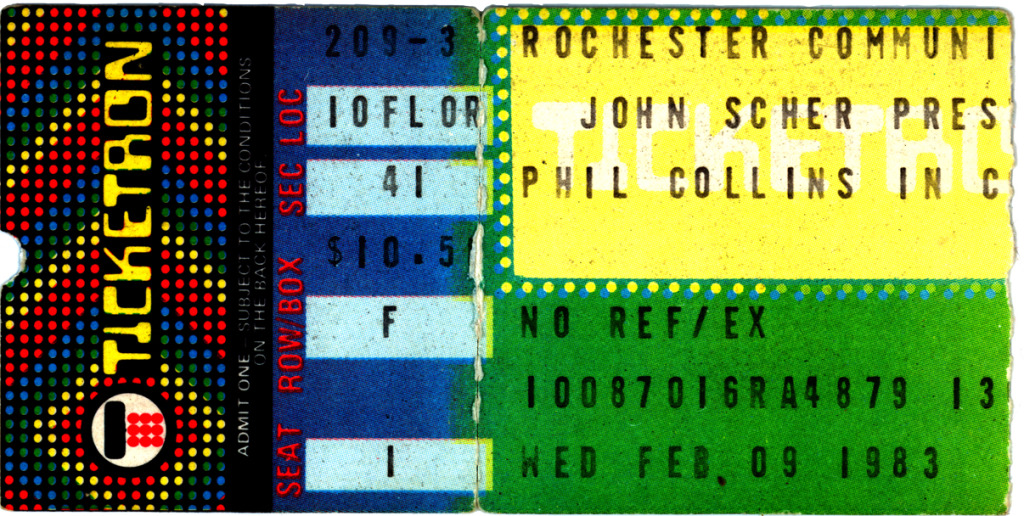 TICKETRON
ADMIT ONE – SUBJECT TO THE CONDITIONS
ON THE BACK HEREOF
SEAT ROW/BOX SEC LOC
209-3
10FLOR
41
$10.5
F
1
ROCHESTER COMMUNI
JOHN SCHER PRES
TICKETRO
PHIL COLLINS IN C
NO REF/EX
10087016RA4879 13
WED FEB 09 1983